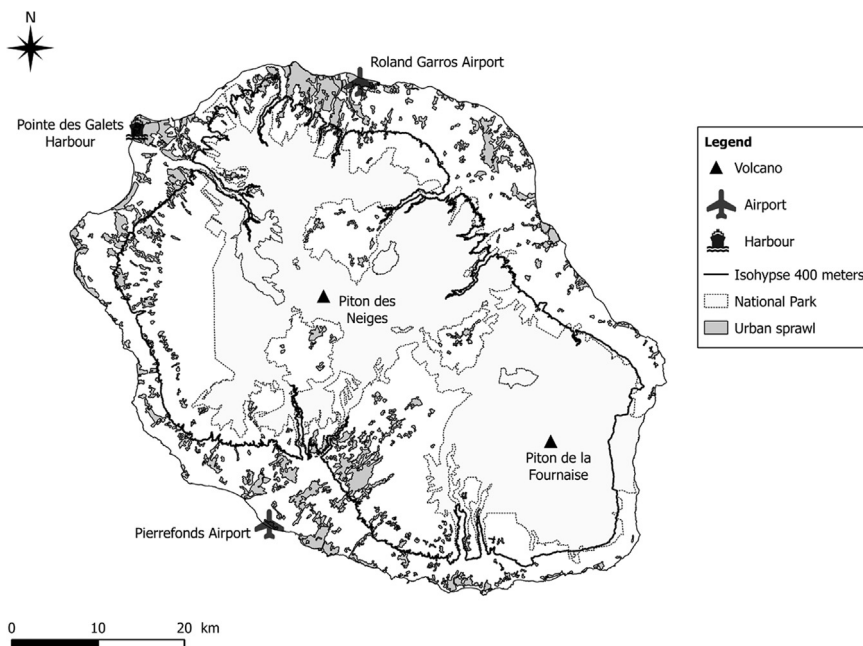 N
Roland Garros Airport
Pointe des Galets
Harbour
Piton des
Neiges
Piton de la
Fournaise
Pierrefonds Airport
Legend
Volcano
Airport
Harbour
Isohypse 400 meters
National Park
Urban sprawl
0 10 20 km